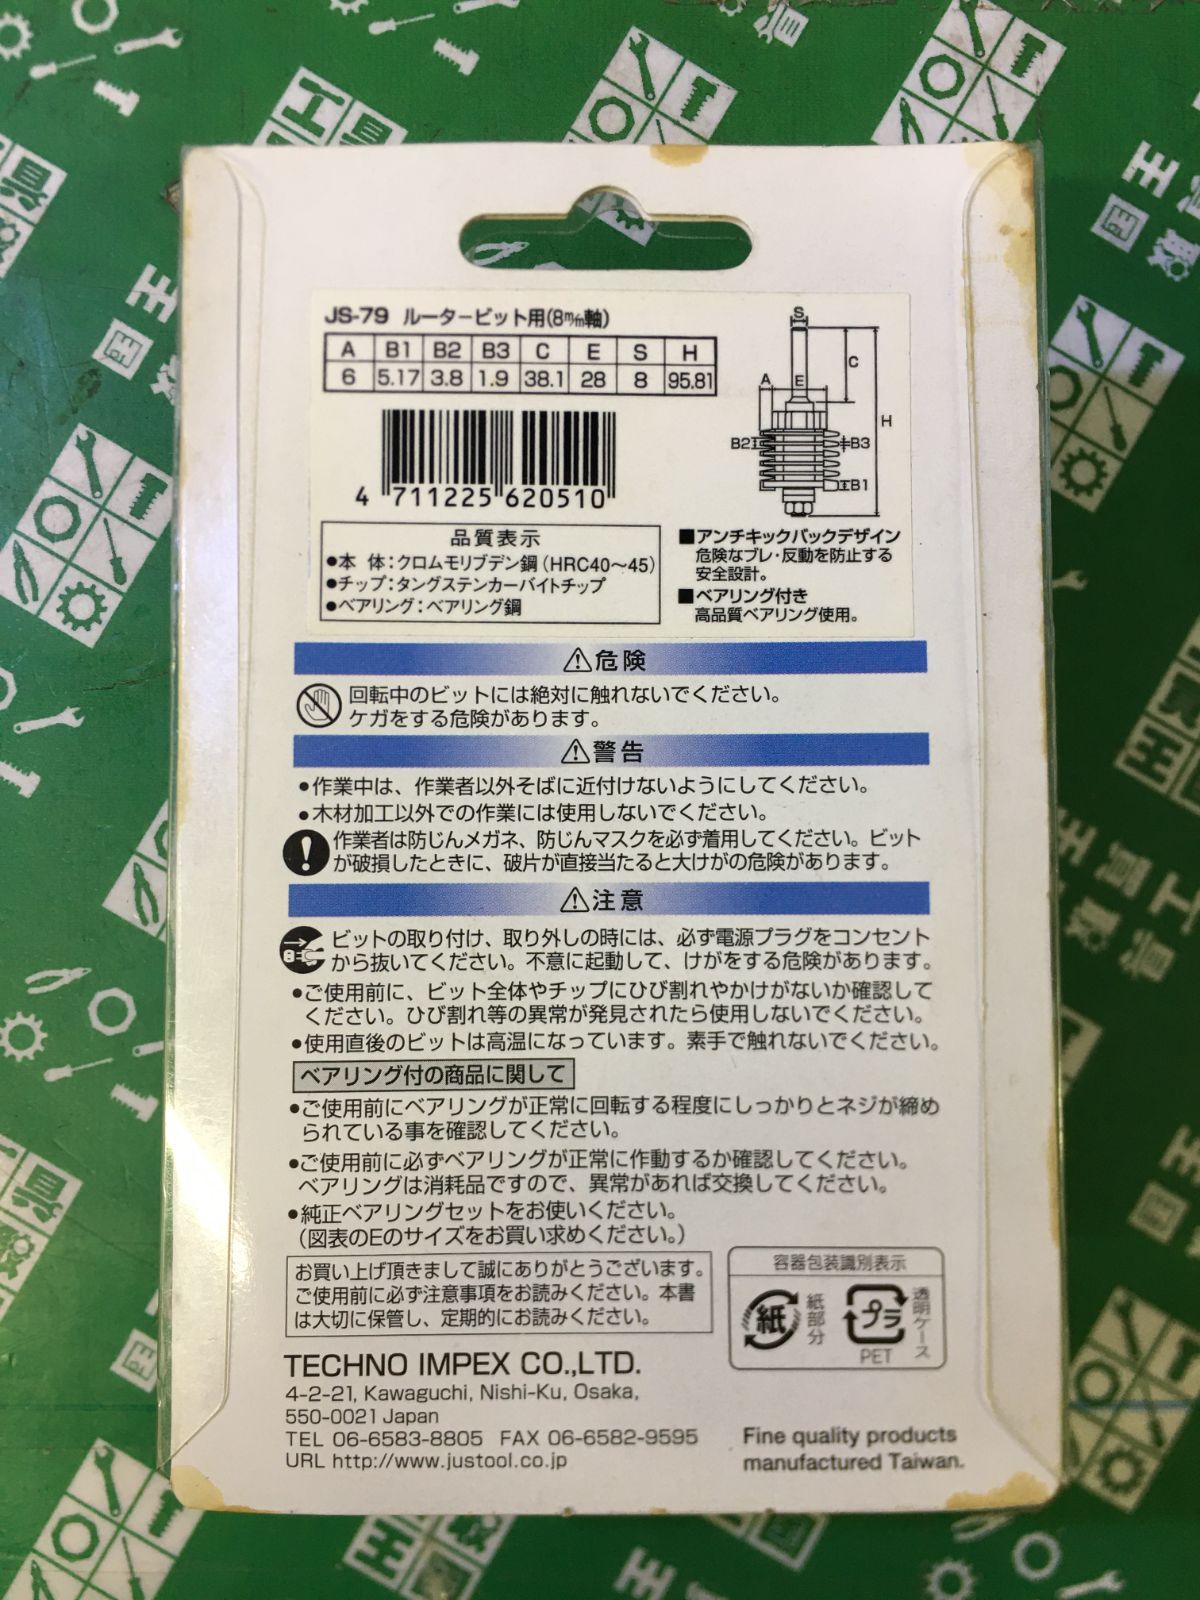 JS-79 ルータービット用(8m/m軸)
A B1 B2 B3 C E S H
6 5.17 3.8 1.9 38.1 28 8 95.81
4 711225 620510
S
C
A E
H
B2 B3
B1
品質表示
●本 体：クロムモリブデン鋼(HRC40～45)
●チップ：タングステンカーバイトチップ
●ベアリング：ベアリング鋼
■アンチキックバックデザイン
危険なブレ・反動を防止する
安全設計。
■ベアリング付き
高品質ベアリング使用。
⚠危険
回転中のビットには絶対に触れないでください。
ケガをする危険があります。
⚠警告
●作業中は、作業者以外そばに近付けないようにしてください。
●木材加工以外での作業には使用しないでください。
作業者は防じんメガネ、防じんマスクを必ず着用してください。ビット
が破損したときに、破片が直接当たると大けがの危険があります。
⚠注意
ビットの取り付け、取り外しの時には、必ず電源プラグをコンセント
から抜いてください。不意に起動して、けがをする危険があります。
●ご使用前に、ビット全体やチップにひび割れやかけがないか確認して
ください。ひび割れ等の異常が発見されたら使用しないでください。
●使用直後のビットは高温になっています。素手で触れないでください。
ベアリング付の商品に関して
●ご使用前にベアリングが正常に回転する程度にしっかりとネジが締め
られている事を確認してください。
●ご使用前に必ずベアリングが正常に作動するか確認してください。
ベアリングは消耗品ですので、異常があれば交換してください。
●純正ベアリングセットをお使いください。
(図表のEのサイズをお買い求めください。)
お買い上げ頂きまして誠にありがとうございます。
ご使用前に必ず注意事項をお読みください。本書
は大切に保管し、定期的にお読みください。
容器包装識別表示
紙 紙部分
プラ 透明ケース
PET
TECHNO IMPEX CO.,LTD.
4-2-21, Kawaguchi, Nishi-Ku, Osaka,
550-0021 Japan
TEL 06-6583-8805 FAX 06-6582-9595
URL http://www.justool.co.jp
Fine quality products
manufactured Taiwan.